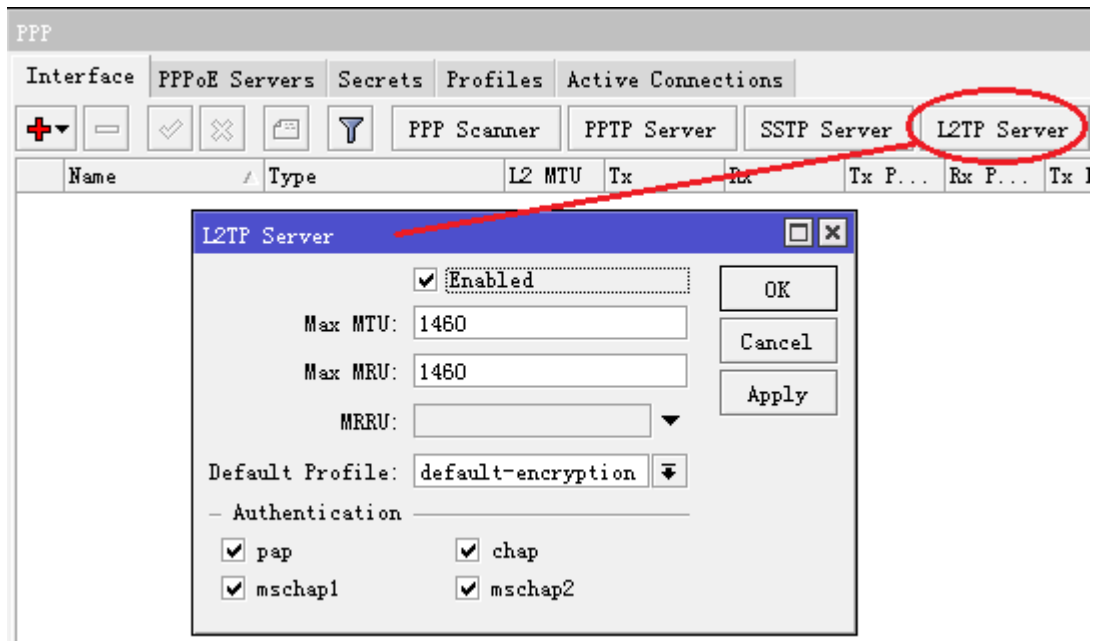 PPP
Interface PPPoE Servers Secrets Profiles Active Connections
PPP Scanner PPTP Server SSTP Server L2TP Server
Name Type L2 MTU Tx Rx Tx P... Rx P... Tx
L2TP Server
Enabled
OK
Max MTU: 1460
Cancel
Max MRU: 1460
Apply
MRRU:
Default Profile: default-encryption
Authentication
pap chap
mschap1 mschap2